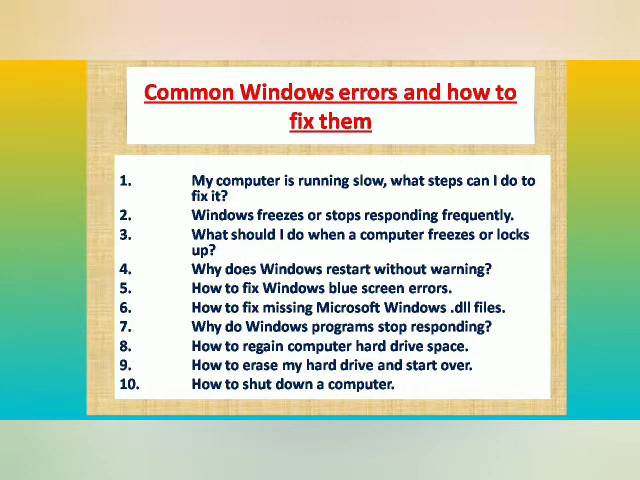 Common Windows errors and how to
fix them
1. My computer is running slow, what steps can I do to
fix it?
2. Windows freezes or stops responding frequently.
3. What should I do when a computer freezes or locks
up?
4. Why does Windows restart without warning?
5. How to fix Windows blue screen errors.
6. How to fix missing Microsoft Windows .dll files.
7. Why do Windows programs stop responding?
8. How to regain computer hard drive space.
9. How to erase my hard drive and start over.
10. How to shut down a computer.